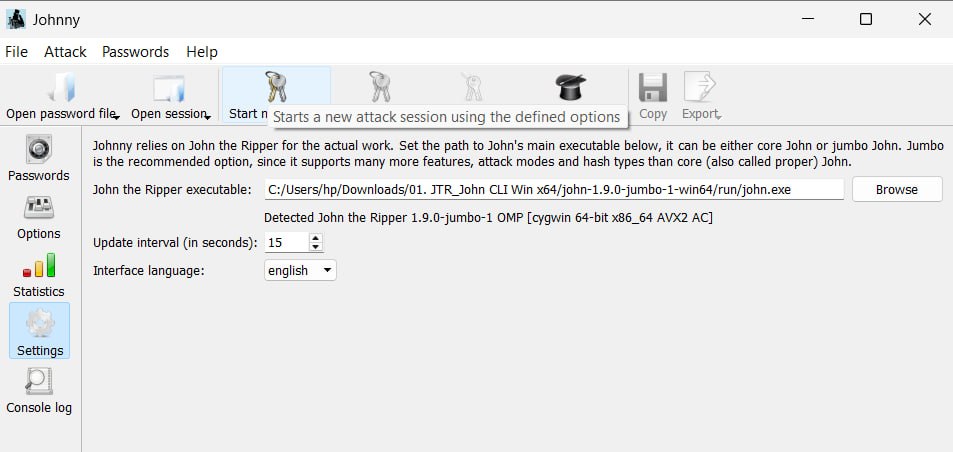 Johnny
File Attack Passwords Help
Open password file Open session Start n Copy Export
Starts a new attack session using the defined options
Passwords
Options
Statistics
Settings
Console log
Johnny relies on John the Ripper for the actual work. Set the path to John's main executable below, it can be either core John or jumbo John. Jumbo
is the recommended option, since it supports many more features, attack modes and hash types than core (also called proper) John.
John the Ripper executable: C:/Users/hp/Downloads/01. JTR_John CLI Win x64/john-1.9.0-jumbo-1-win64/run/john.exe Browse
Detected John the Ripper 1.9.0-jumbo-1 OMP [cygwin 64-bit x86_64 AVX2 AC]
Update interval (in seconds): 15
Interface language: english